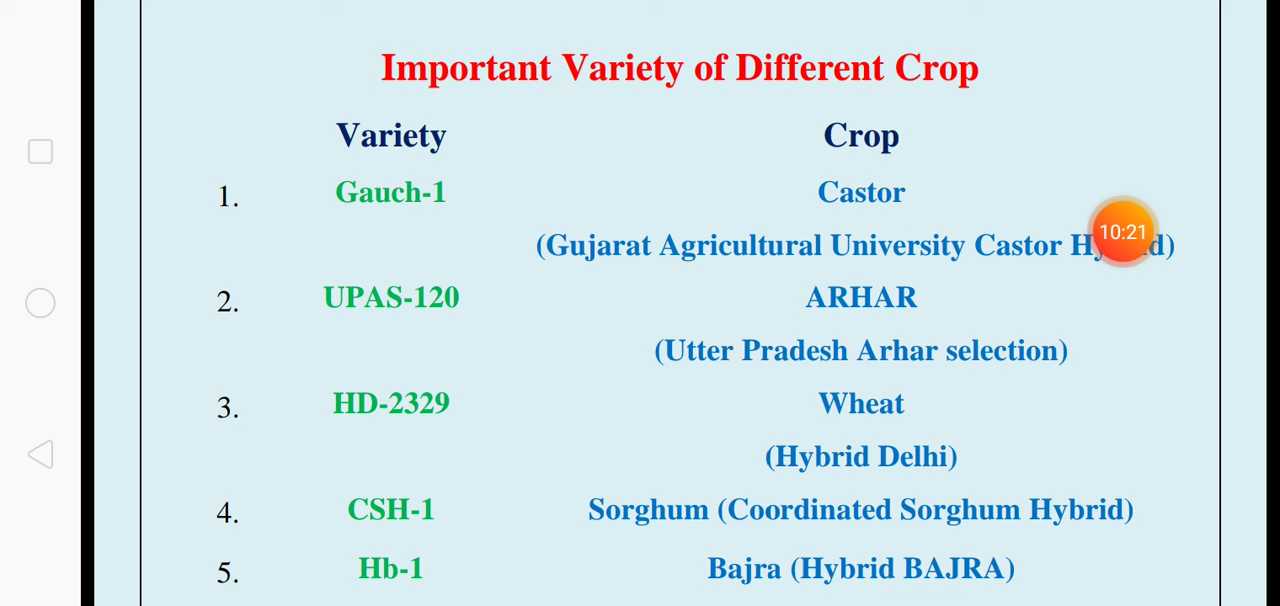 Important Variety of Different Crop
Variety Crop
1. Gauch-1 Castor
(Gujarat Agricultural University Castor
10:21
2. UPAS-120 ARHAR
(Utter Pradesh Arhar selection)
3. HD-2329 Wheat
(Hybrid Delhi)
4. CSH-1 Sorghum (Coordinated Sorghum Hybrid)
5. Hb-1 Bajra (Hybrid BAJRA)